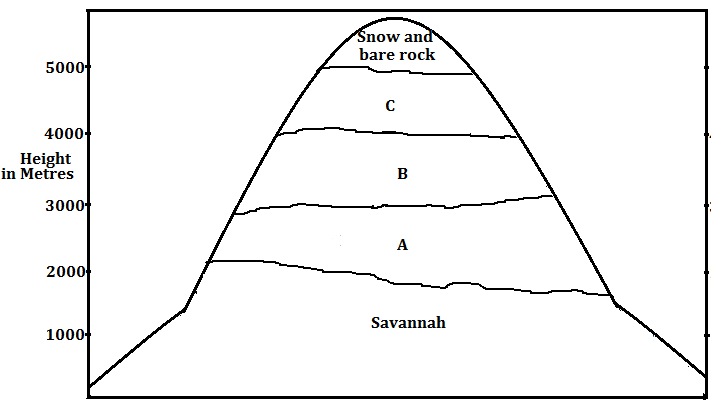 Snow and
bare rock
5000
C
4000
Height
in Metres
B
3000
A
2000
Savannah
1000